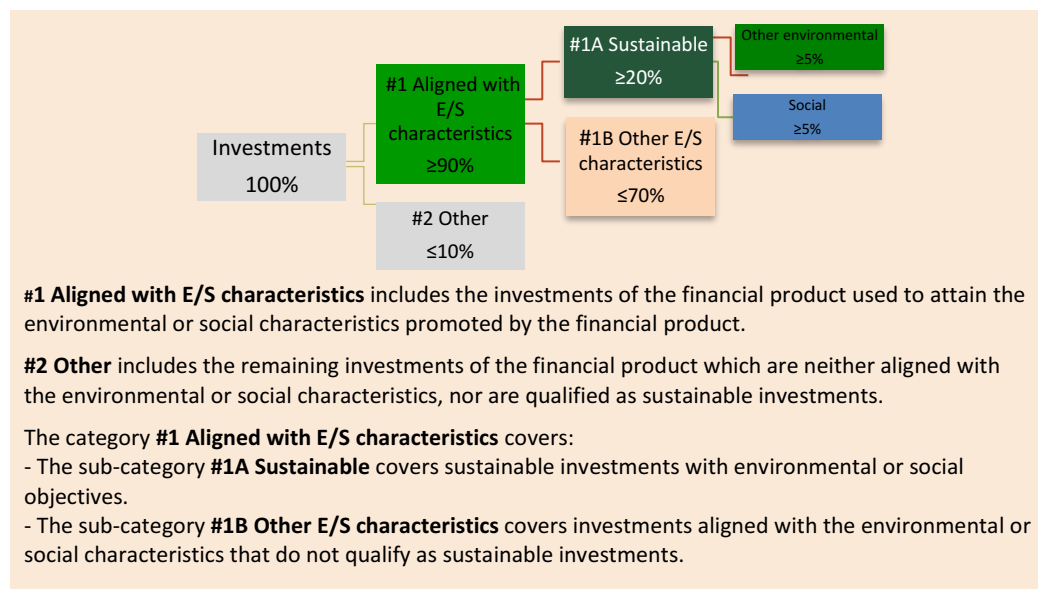 Investments
100%
#1 Aligned with
E/S
characteristics
≥90%
#2 Other
≤10%
#1A Sustainable
≥20%
#1B Other E/S
characteristics
≤70%
Other environmental
≥5%
Social
≥5%
#1 Aligned with E/S characteristics includes the investments of the financial product used to attain the
environmental or social characteristics promoted by the financial product.
#2 Other includes the remaining investments of the financial product which are neither aligned with
the environmental or social characteristics, nor are qualified as sustainable investments.
The category #1 Aligned with E/S characteristics covers:
- The sub-category #1A Sustainable covers sustainable investments with environmental or social
objectives.
- The sub-category #1B Other E/S characteristics covers investments aligned with the environmental or
social characteristics that do not qualify as sustainable investments.